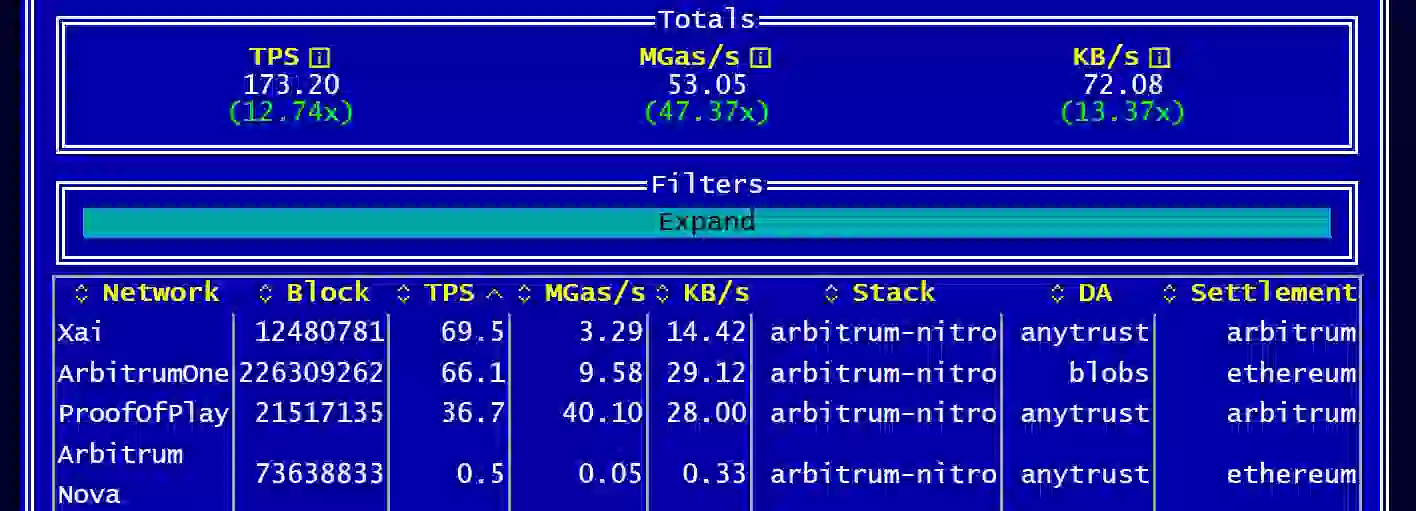 Totals
TPS MGas/s KB/s
173.20 53.05 72.08
(12.74x) (47.37x) (13.37x)
Filters
Expand
Network Block TPS MGas/s KB/s Stack DA Settlement
Xai 12480781 69.5 3.29 14.42 arbitrum-nitro anytrust arbitrum
ArbitrumOne 226309262 66.1 9.58 29.12 arbitrum-nitro blobs ethereum
ProofOfPlay 21517135 36.7 40.10 28.00 arbitrum-nitro anytrust arbitrum
Arbitrum
Nova 73638833 0.5 0.05 0.33 arbitrum-nitro anytrust ethereum